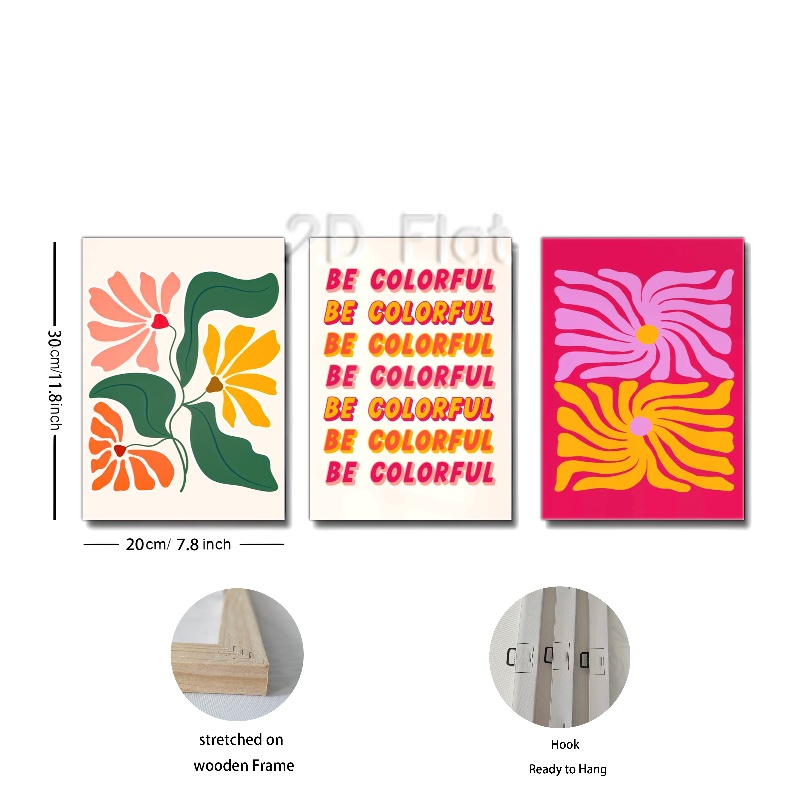 2D Flat
BE COLORFUL
BE COLORFUL
BE COLORFUL
BE COLORFUL
BE COLORFUL
BE COLORFUL
BE COLORFUL
30cm/11.8inch
20cm/ 7.8 inch
stretched on
wooden Frame
Hook
Ready to Hang